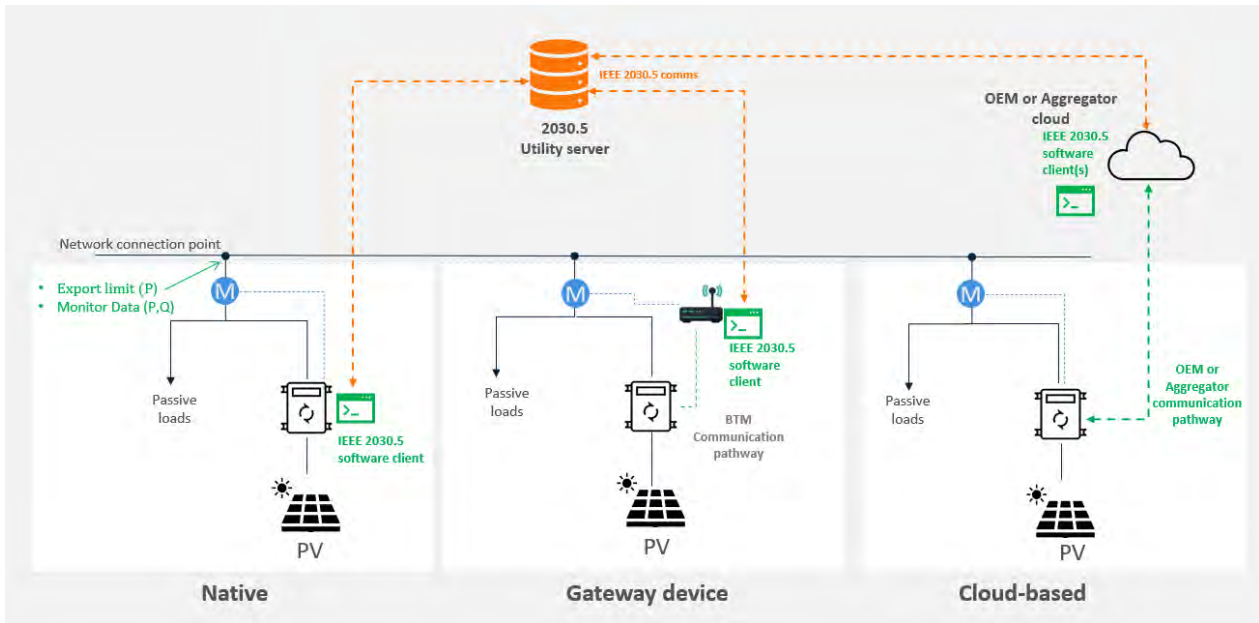 IEEE 2030.5 comms
2030.5
Utility server
OEM or Aggregator
cloud
IEEE 2030.5
software
client(s)
>_
Network connection point
• Export limit (P)
• Monitor Data (P,Q)
M
Passive
loads
>_
IEEE 2030.5
software client
PV
M
>_
IEEE 2030.5
software
client
Passive
loads
BTM
Communication
pathway
PV
M
Passive
loads
OEM or
Aggregator
communication
pathway
PV
Native
Gateway device
Cloud-based